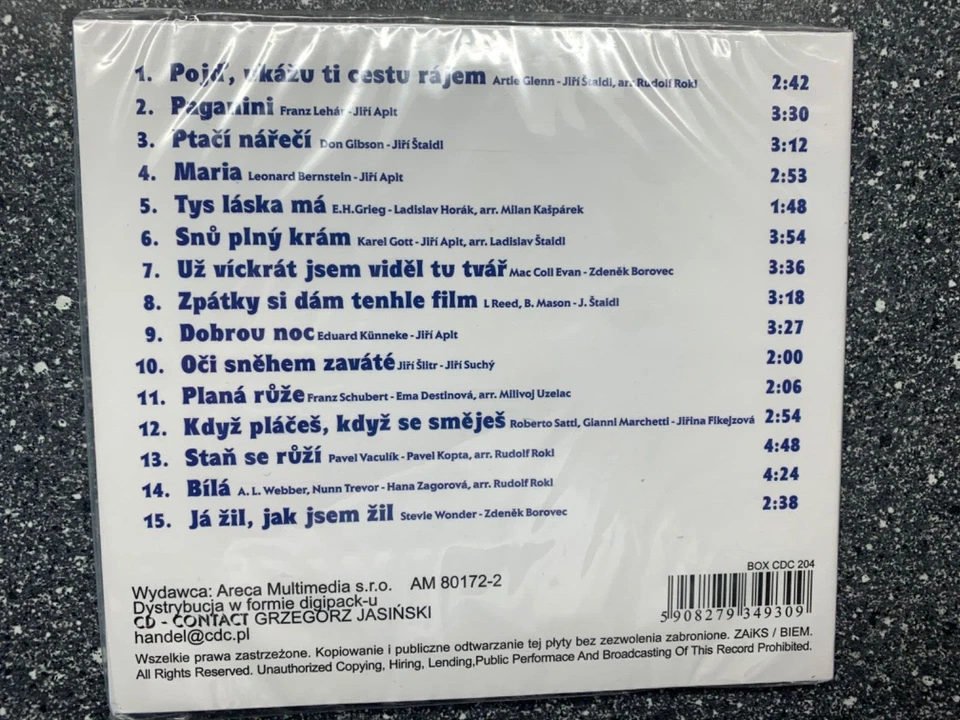 1. Pojď, ukážu ti cestu rájem Artie Glenn - Jiří Štaidl, arr. Rudolf Rokl 2:42
2. Paganini Franz Lehár - Jiří Aplt 3:30
3. Ptačí nářečí Don Gibson - Jiří Štaidl 3:12
4. Maria Leonard Bernstein - Jiří Aplt 2:53
5. Tys láska má E.H.Grieg - Ladislav Horák, arr. Milan Kašpárek 1:48
6. Snů plný krám Karel Gott - Jiří Aplt, arr. Ladislav Štaidl 3:54
7. Už víckrát jsem viděl tu tvář Mac Coll Evan - Zdeněk Borovec 3:36
8. Zpátky si dám tenhle film L Reed, B. Mason - J. Štaidl 3:18
9. Dobrou noc Eduard Künneke - Jiří Aplt 3:27
10. Oči sněhem zaváté Jiří Šlitr - Jiří Suchý 2:00
11. Planá růže Franz Schubert - Ema Destinová, arr. Milivoj Uzelac 2:06
12. Když pláčeš, když se směješ Roberto Satti, Gianni Marchetti - Jiřina Fikejzová 2:54
13. Staň se růží Pavel Vaculík - Pavel Kopta, arr. Rudolf Rokl 4:48
14. Bílá A. L. Webber, Nunn Trevor - Hana Zagorová, arr. Rudolf Rokl 4:24
15. Já žil, jak jsem žil Stevie Wonder - Zdeněk Borovec 2:38
BOX CDC 204
Wydawca: Areca Multimedia s.r.o. AM 80172-2
Dystrybucja w formie digipack-u
CD - CONTACT GRZEGORZ JASIŃSKI
handel@cdc.pl
5 908279 349309
Wszelkie prawa zastrzeżone. Kopiowanie i publiczne odtwarzanie tej płyty bez zezwolenia zabronione. ZAiKS / BIEM.
All Rights Reserved. Unauthorized Copying, Hiring, Lending,Public Performace And Broadcasting Of This Record Prohibited.